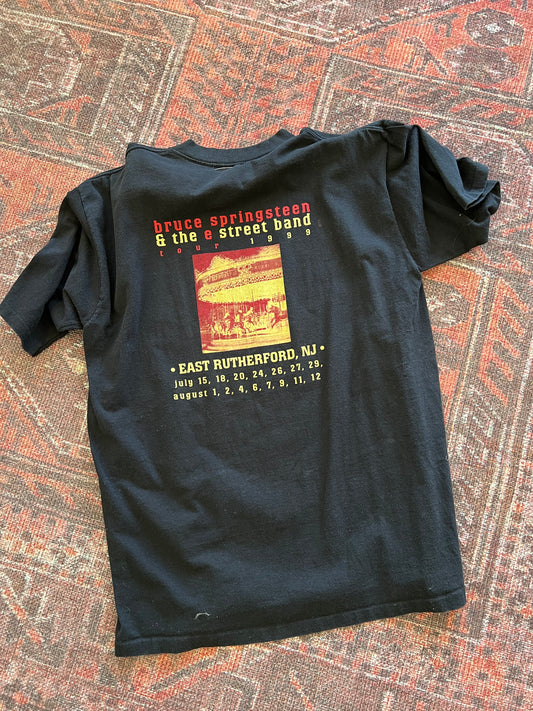 bruce springsteen
& the e street band
tour 1999
• EAST RUTHERFORD, NJ •
july 15, 18, 20, 24, 26, 27, 29,
august 1, 2, 4, 6, 7, 9, 11, 12